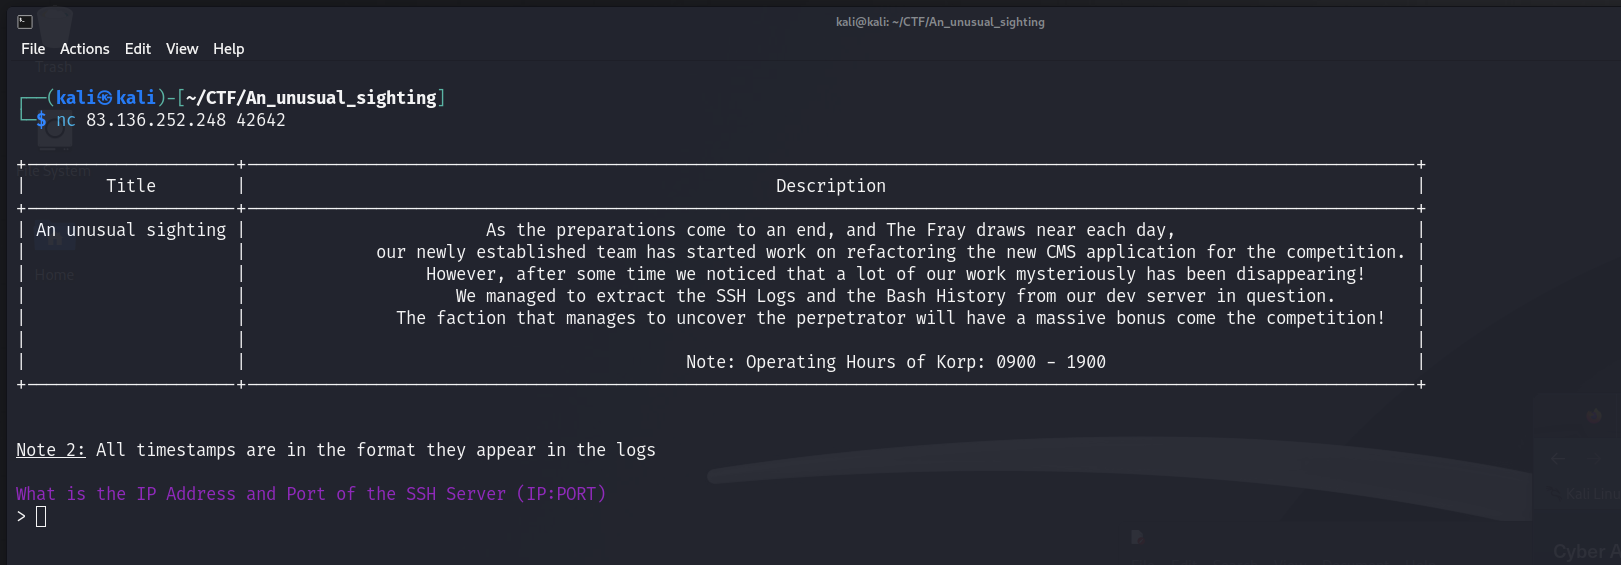 kali@kali: ~/CTF/An_unusual_sighting
File Actions Edit View Help
Trash
(kali㉿kali)-[~/CTF/An_unusual_sighting]
$ nc 83.136.252.248 42642
File System
Title Description
An unusual sighting As the preparations come to an end, and The Fray draws near each day,
our newly established team has started work on refactoring the new CMS application for the competition.
However, after some time we noticed that a lot of our work mysteriously has been disappearing!
Home
We managed to extract the SSH Logs and the Bash History from our dev server in question.
The faction that manages to uncover the perpetrator will have a massive bonus come the competition!
Note: Operating Hours of Korp: 0900 - 1900
Note 2: All timestamps are in the format they appear in the logs
What is the IP Address and Port of the SSH Server (IP:PORT)
Kali Linu
>
Cyber A